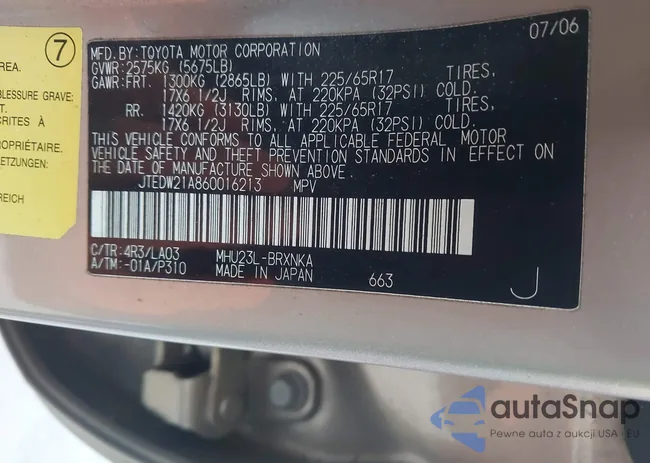 7
REA.
BLESSURE GRAVE:
T.
CRITES À
PROPRIÉTAIRE.
ETZUNGEN:
REICH
07/06
MFD. BY: TOYOTA MOTOR CORPORATION
GVWR: 2575KG (5675LB)
GAWR: FRT. 1300KG (2865LB) WITH 225/65R17 TIRES,
17X6 1/2J RIMS, AT 220KPA (32PSI) COLD.
RR. 1420KG (3130LB) WITH 225/65R17 TIRES,
17X6 1/2J RIMS, AT 220KPA (32PSI) COLD.
THIS VEHICLE CONFORMS TO ALL APPLICABLE FEDERAL MOTOR
VEHICLE SAFETY AND THEFT PREVENTION STANDARDS IN EFFECT ON
THE DATE OF MANUFACTURE SHOWN ABOVE.
JTEDW21A860016213 MPV
C/TR: 4R3/LA03 MHU23L-BRXNKA
A/TM: -01A/P310 MADE IN JAPAN 663 J
autaSnap
Pewne auta z aukcji USA i EU